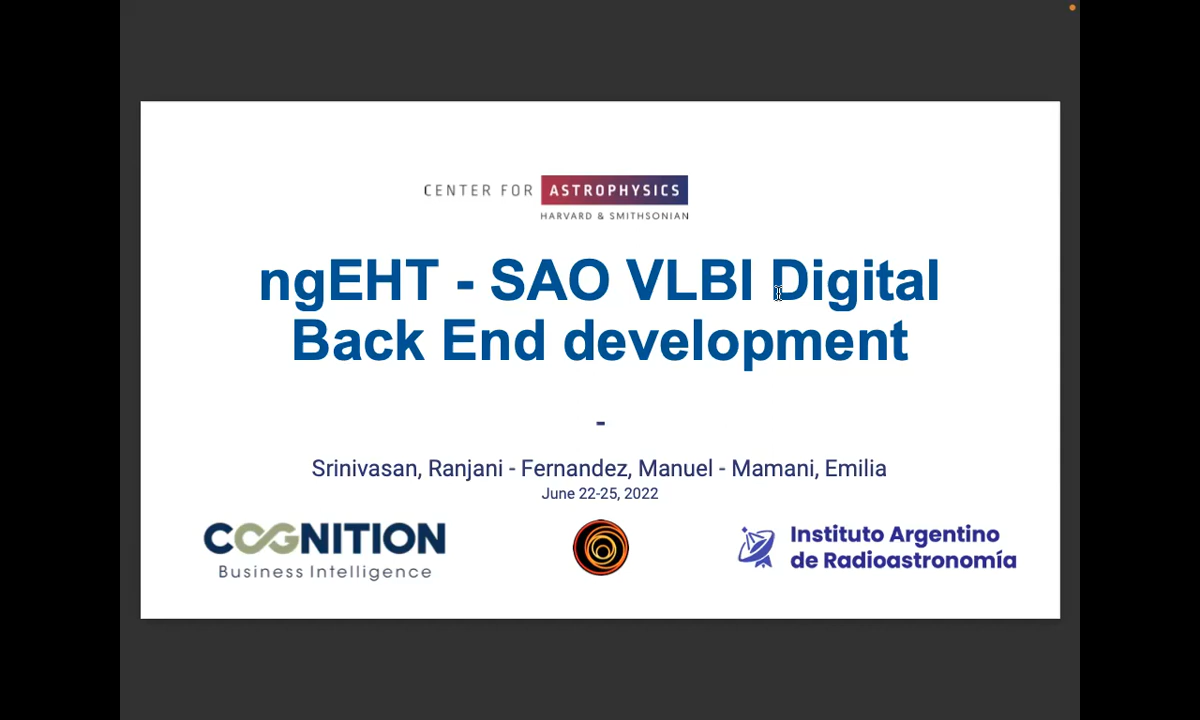 CENTER FOR ASTROPHYSICS
HARVARD & SMITHSONIAN
ngEHT - SAO VLBI Digital
Back End development
-
Srinivasan, Ranjani - Fernandez, Manuel - Mamani, Emilia
June 22-25, 2022
COGNITION
Business Intelligence
Instituto Argentino
de Radioastronomía